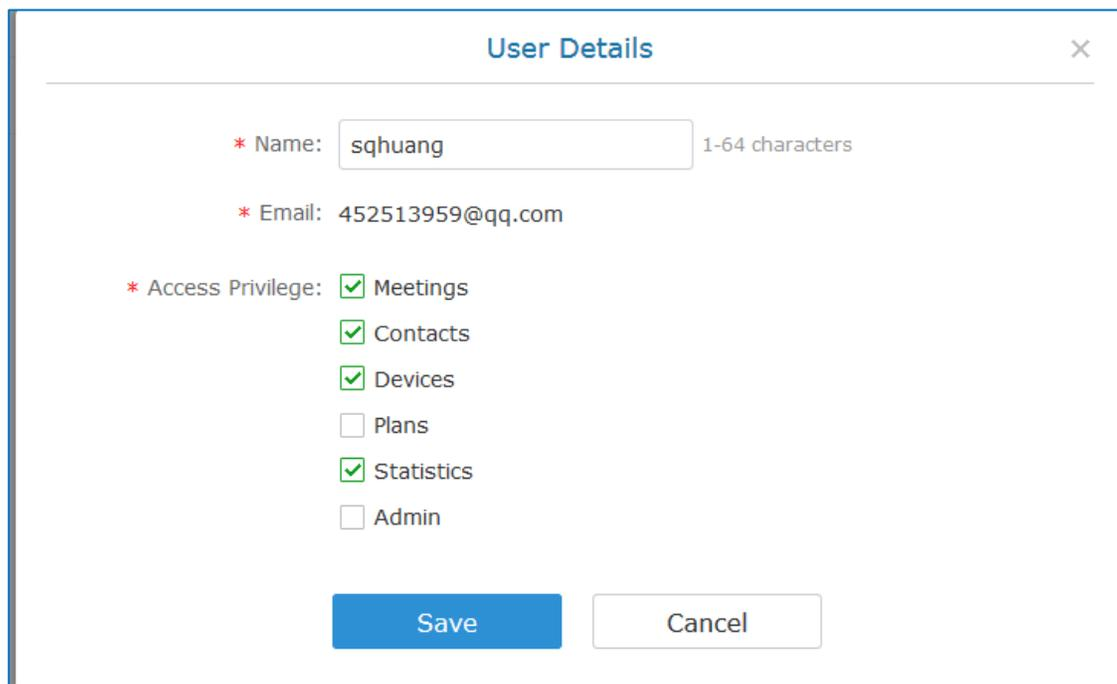 User Details
* Name: sqhuang 1-64 characters
* Email: 452513959@qq.com
* Access Privilege: Meetings
Contacts
Devices
Plans
Statistics
Admin
Save Cancel